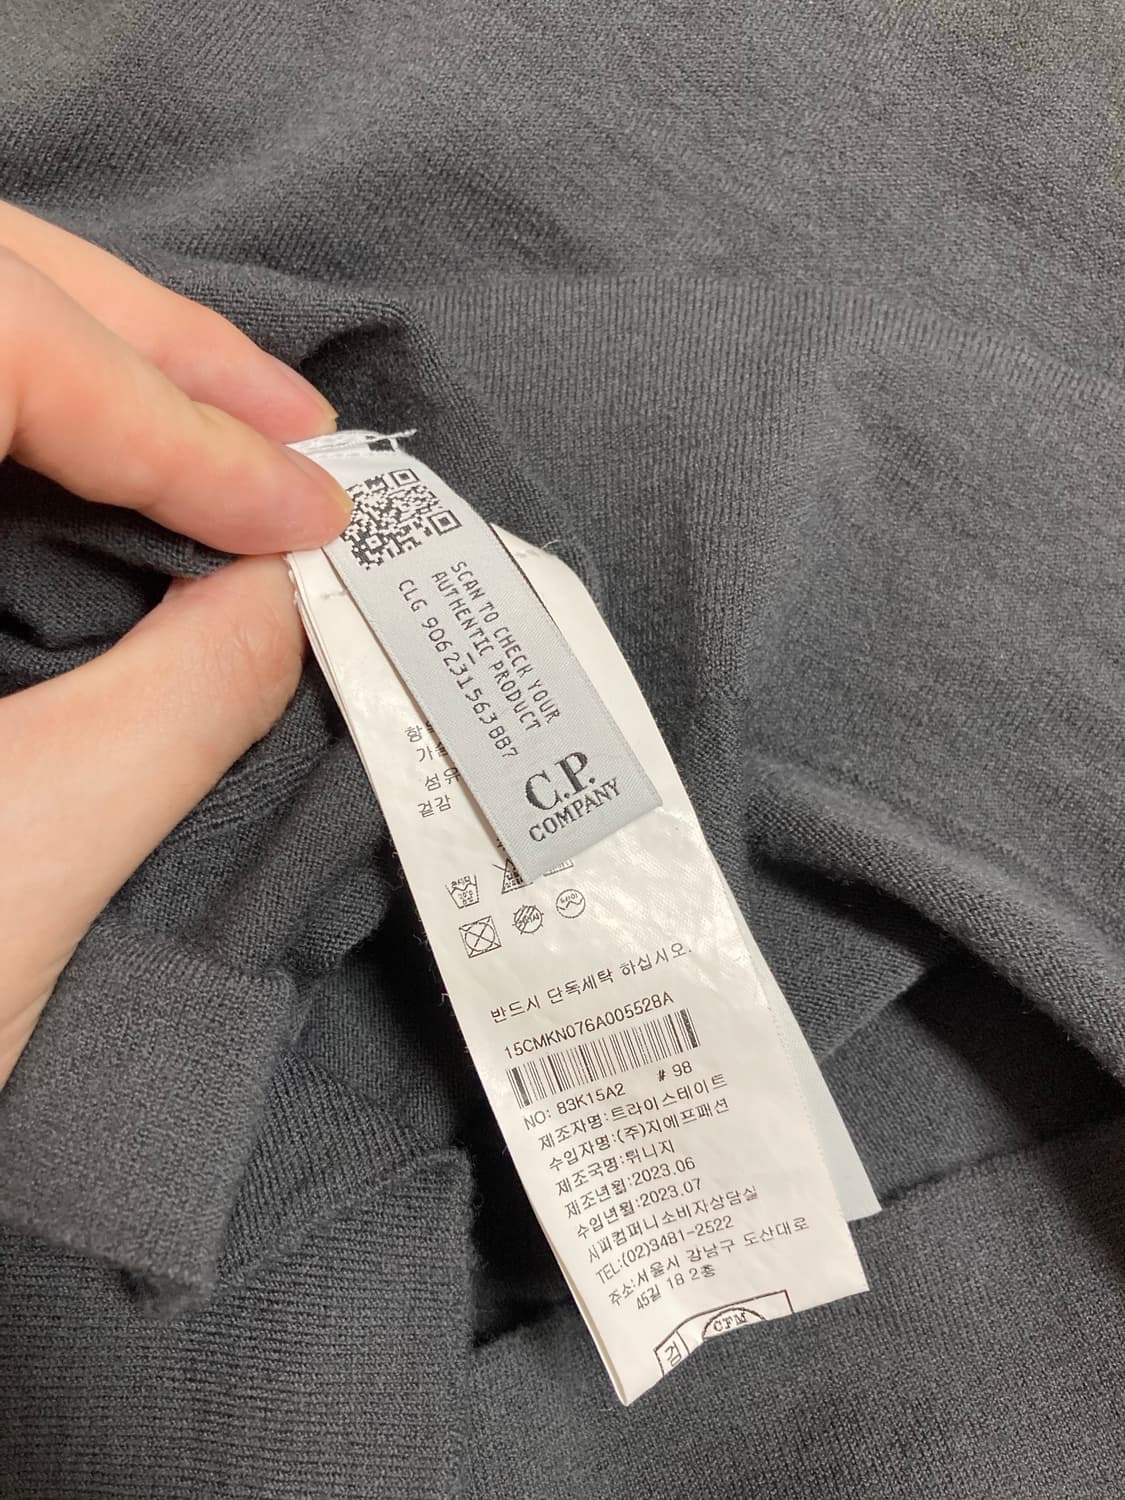 SCAN TO CHECK YOUR
AUTHENTIC PRODUCT
CLG 906231563887
C.P.
COMPANY
섬유
겉감
반드시 단독세탁 하십시오.
15CMKN076A005528A
NO: 83K15A2 # 98
제조자명:트라이스테이트
수입자명:(주)지에프패션
제조국명:튀니지
제조년월:2023.06
수입년월:2023.07
시피컴퍼니소비자상담실
TEL:(02)3481-2522
주소:서울시 강남구 도산대로
45길 18 2층
CFM
검